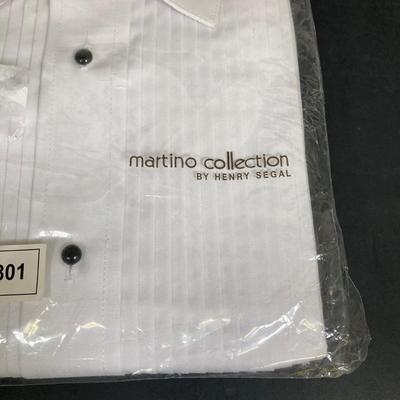 martino collection
BY HENRY SEGAL
301